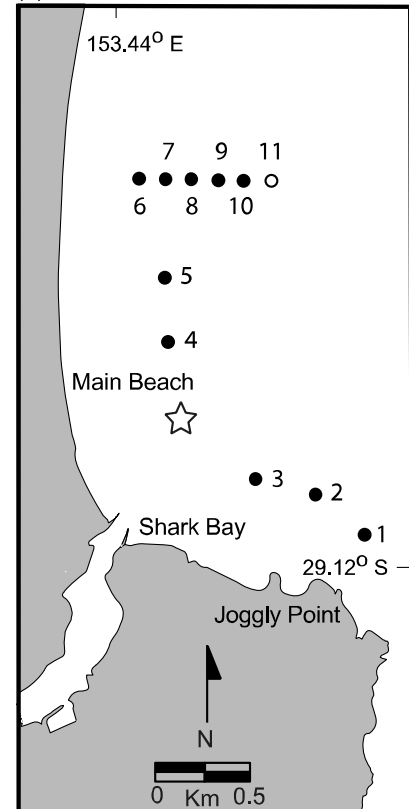 153.44° E
7 9 11
6 8 10
5
4
Main Beach
3
2
1
Shark Bay
29.12° S
Joggly Point
N
0 Km 0.5